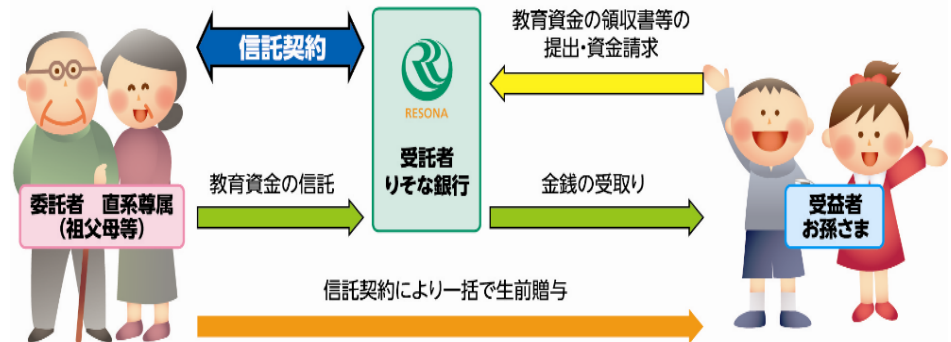 教育資金の領収書等の
提出・資金請求
信託契約
RESONA
受託者
りそな銀行
教育資金の信託
金銭の受取り
委託者　直系尊属
（祖父母等）
受益者
お孫さま
信託契約により一括で生前贈与